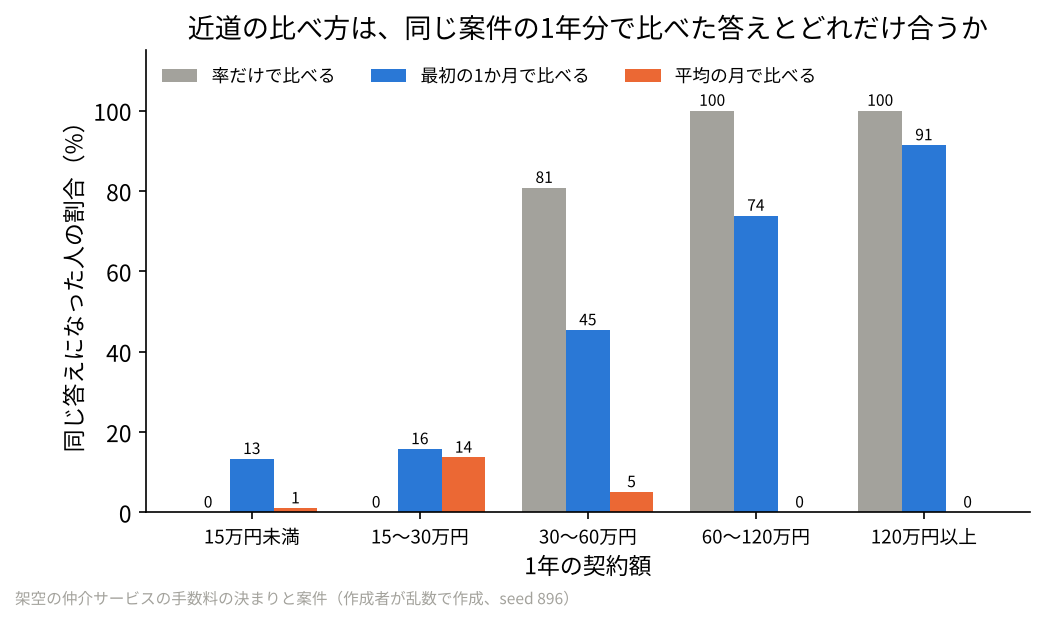 近道の比べ方は、同じ案件の1年分で比べた答えとどれだけ合うか
率だけで比べる
最初の1か月で比べる
平均の月で比べる
同じ答えになった人の割合（%）
100
80
60
40
20
0
0
13
1
0
16
14
81
45
5
100
74
0
100
91
0
15万円未満
15〜30万円
30〜60万円
60〜120万円
120万円以上
1年の契約額
架空の仲介サービスの手数料の決まりと案件（作成者が乱数で作成、seed 896）